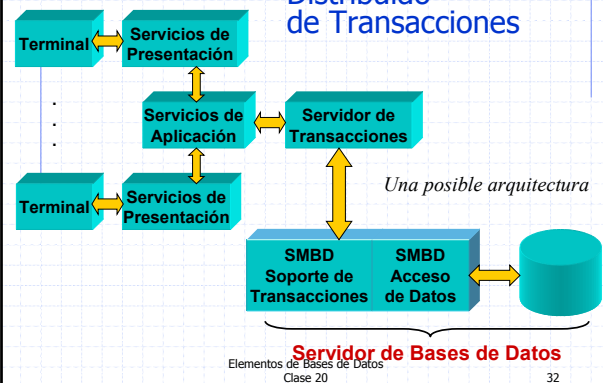 Distribuido
de Transacciones
Terminal
Servicios de
Presentación
.
.
.
Servicios de
Aplicación
Servidor de
Transacciones
Terminal
Servicios de
Presentación
Una posible arquitectura
SMBD
Soporte de
Transacciones
SMBD
Acceso
de Datos
Servidor de Bases de Datos
Elementos de Bases de Datos
Clase 20
32